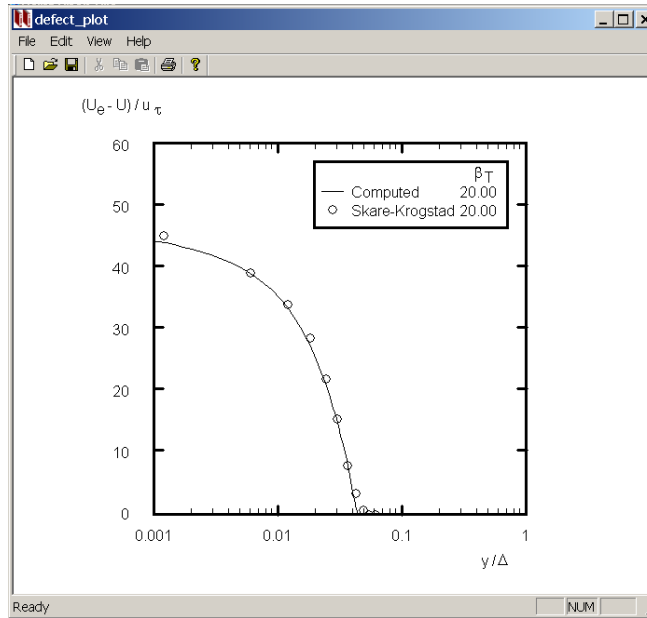 defect_plot
File Edit View Help
(Ue - U) / uτ
60
50
40
30
20
10
0
βT
Computed 20.00
Skare-Krogstad 20.00
0.001 0.01 0.1 1
y/Δ
Ready NUM